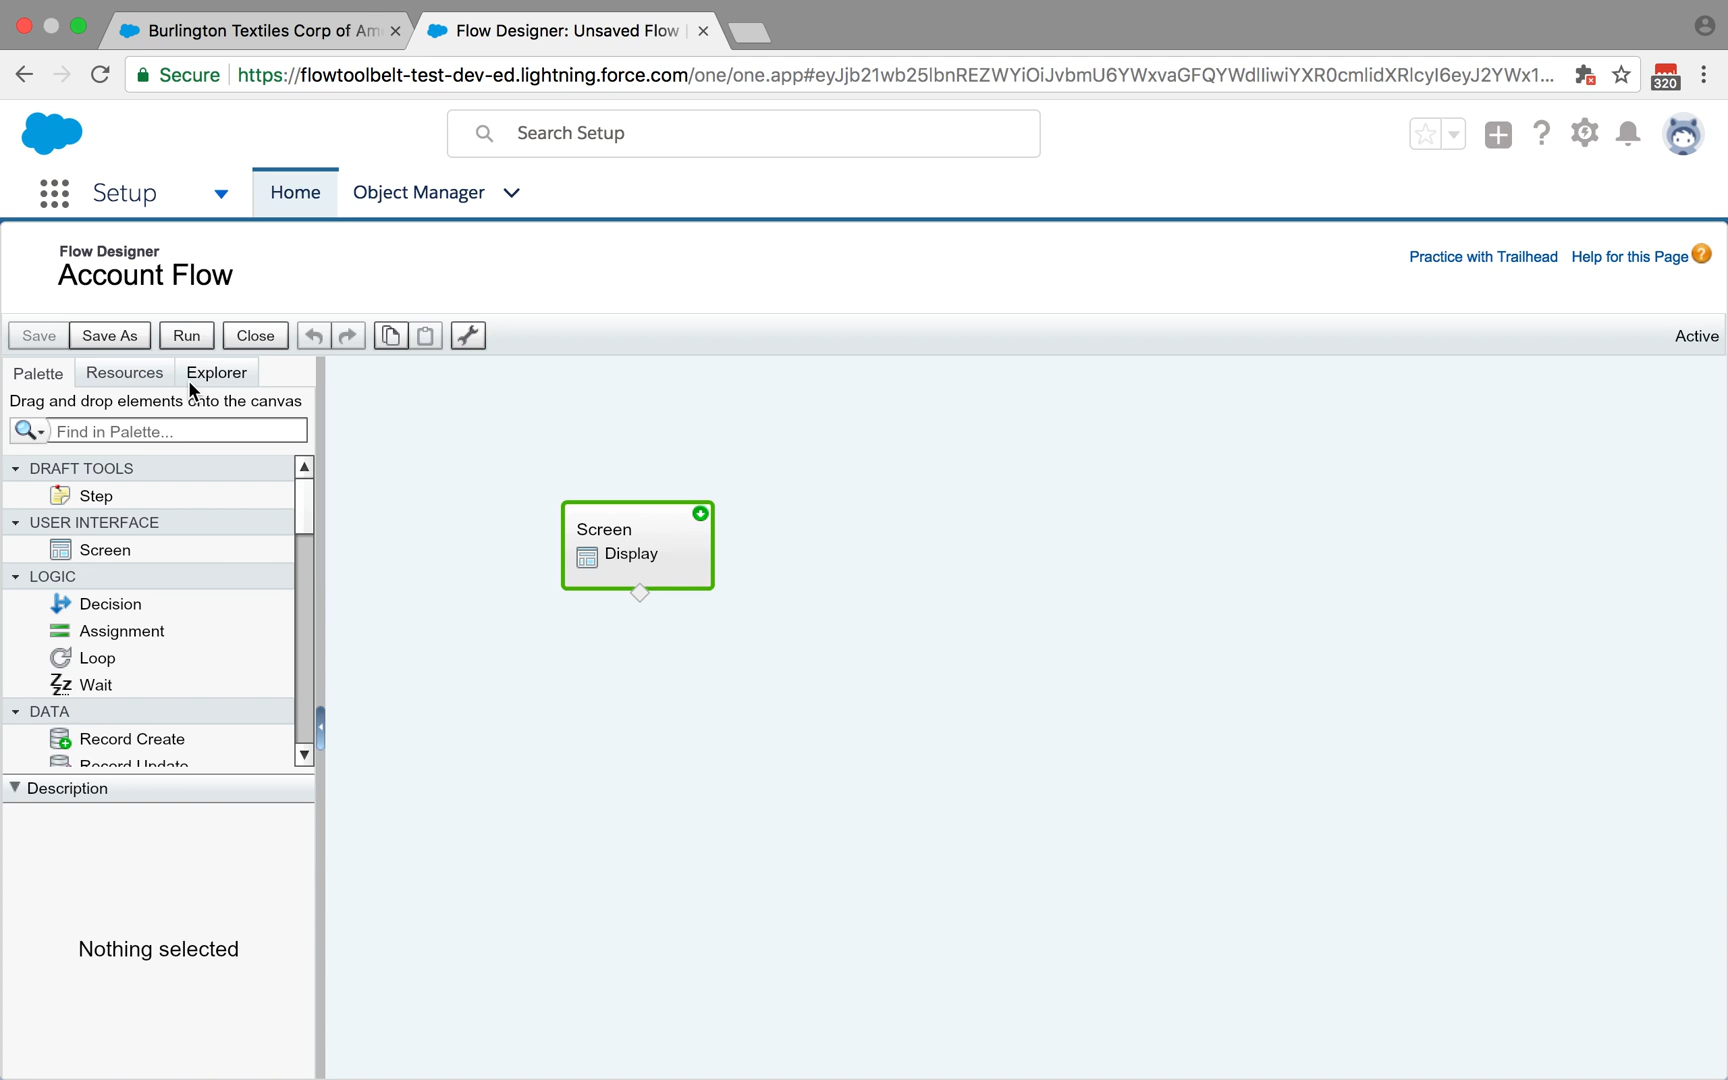 Burlington Textiles Corp of Am
Flow Designer: Unsaved Flow
Secure https://flowtoolbelt-test-dev-ed.lightning.force.com/one/one.app#eyJjb21wb25lbnREZWYiOiJvbmU6YWxvaGFQYWdlIiwiYXR0cmlidXRlcyI6eyJ2YWx1...
320
Search Setup
Setup
Home
Object Manager
Flow Designer
Account Flow
Practice with Trailhead
Help for this Page
Save
Save As
Run
Close
Active
Palette
Resources
Explorer
Drag and drop elements onto the canvas
Find in Palette...
DRAFT TOOLS
Step
USER INTERFACE
Screen
LOGIC
Decision
Assignment
Loop
Zzz Wait
DATA
Record Create
Record Update
Description
Nothing selected
Screen
Display